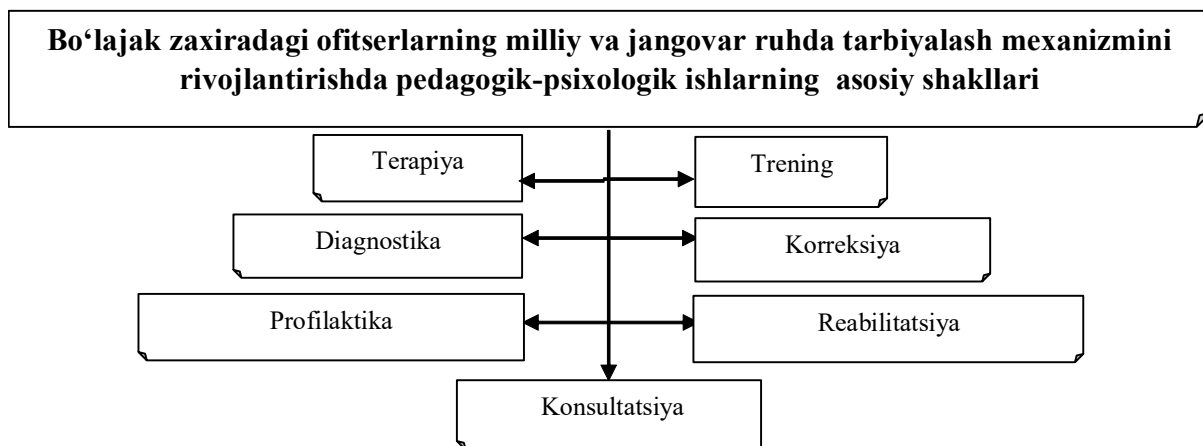 Bo‘lajak zaxiradagi ofitserlarning milliy va jangovar ruhda tarbiyalash mexanizmini
rivojlantirishda pedagogik-psixologik ishlarning asosiy shakllari
Terapiya
Trening
Diagnostika
Korreksiya
Profilaktika
Reabilitatsiya
Konsultatsiya